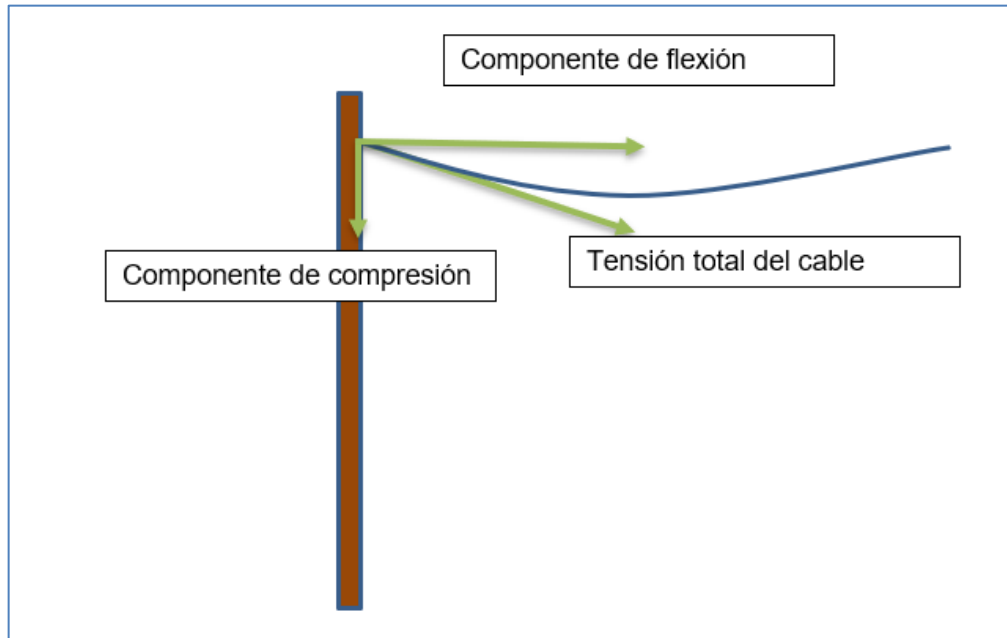 Componente de flexión
Componente de compresión
Tensión total del cable